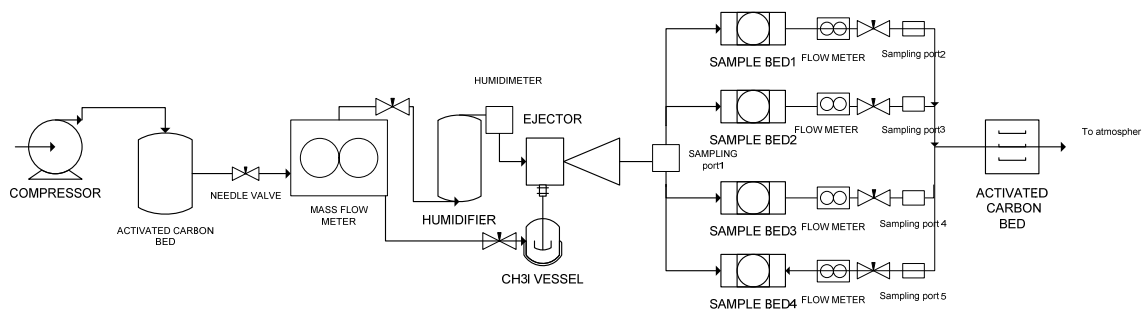 COMPRESSOR
ACTIVATED CARBON
BED
NEEDLE VALVE
MASS FLOW
METER
HUMIDIMETER
HUMIDIFIER
EJECTOR
CH3I VESSEL
SAMPLING
port1
SAMPLE BED1
FLOW METER
Sampling port2
SAMPLE BED2
FLOW METER
Sampling port3
SAMPLE BED3
FLOW METER
Sampling port 4
SAMPLE BED4
FLOW METER
Sampling port 5
ACTIVATED
CARBON
BED
To atmospher